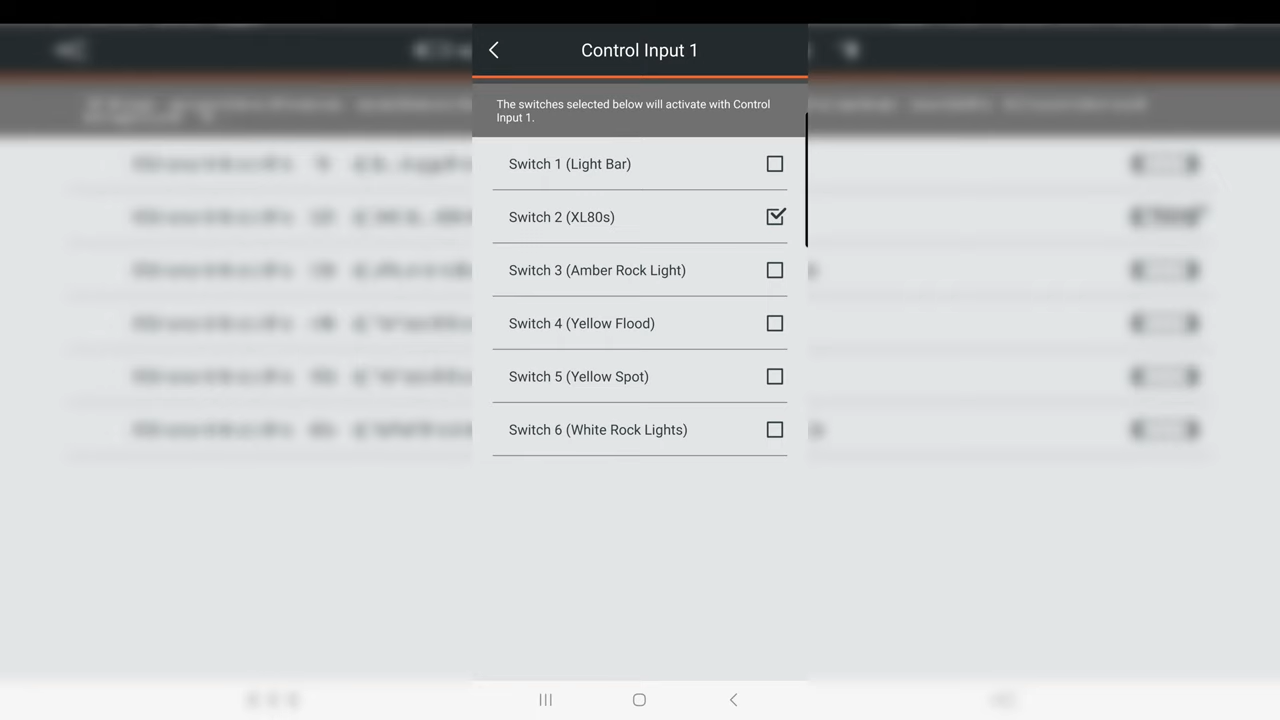 Control Input 1
The switches selected below will activate with Control
Input 1.
Switch 1 (Light Bar)
Switch 2 (XL80s)
Switch 3 (Amber Rock Light)
Switch 4 (Yellow Flood)
Switch 5 (Yellow Spot)
Switch 6 (White Rock Lights)